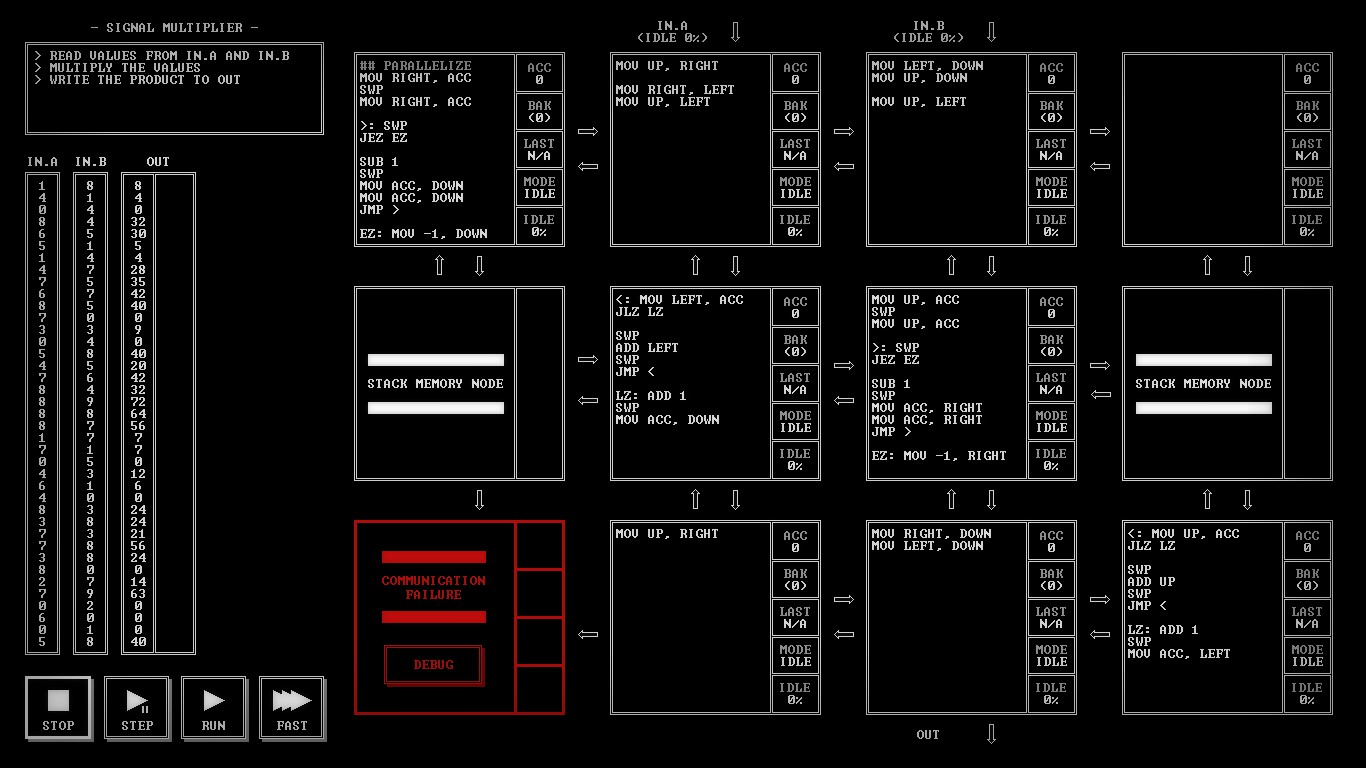 — SIGNAL MULTIPLIER —
> READ VALUES FROM IN.A AND IN.B
> MULTIPLY THE VALUES
> WRITE THE PRODUCT TO OUT
IN.A IN.B OUT
1 8 8
4 1 4
0 4 0
8 4 32
6 5 30
5 1 5
1 4 4
4 7 28
7 5 35
6 7 42
8 5 40
7 0 0
3 3 9
0 4 0
5 8 40
4 5 20
7 6 42
8 4 32
8 9 72
8 8 64
8 7 56
1 7 7
7 1 7
0 5 0
4 3 12
6 1 6
4 0 0
8 3 24
3 8 24
7 3 21
7 8 56
3 8 24
8 0 0
2 7 14
7 9 63
0 2 0
6 0 0
0 1 0
5 8 40
STOP
STEP
RUN
FAST
## PARALLELIZE
MOV RIGHT, ACC
SWP
MOV RIGHT, ACC
>: SWP
JEZ EZ
SUB 1
SWP
MOV ACC, DOWN
MOV ACC, DOWN
JMP >
EZ: MOV -1, DOWN
ACC
0
BAK
(0)
LAST
N/A
MODE
IDLE
IDLE
0%
IN.A
(IDLE 0%)
MOV UP, RIGHT
MOV RIGHT, LEFT
MOV UP, LEFT
ACC
0
BAK
(0)
LAST
N/A
MODE
IDLE
IDLE
0%
IN.B
(IDLE 0%)
MOV LEFT, DOWN
MOV UP, DOWN
MOV UP, LEFT
ACC
0
BAK
(0)
LAST
N/A
MODE
IDLE
IDLE
0%
ACC
0
BAK
(0)
LAST
N/A
MODE
IDLE
IDLE
0%
STACK MEMORY NODE
<: MOV LEFT, ACC
JLZ LZ
SWP
ADD LEFT
SWP
JMP <
LZ: ADD 1
SWP
MOV ACC, DOWN
ACC
0
BAK
(0)
LAST
N/A
MODE
IDLE
IDLE
0%
MOV UP, ACC
SWP
MOV UP, ACC
>: SWP
JEZ EZ
SUB 1
SWP
MOV ACC, RIGHT
MOV ACC, RIGHT
JMP >
EZ: MOV -1, RIGHT
ACC
0
BAK
(0)
LAST
N/A
MODE
IDLE
IDLE
0%
STACK MEMORY NODE
COMMUNICATION
FAILURE
DEBUG
MOV UP, RIGHT
ACC
0
BAK
(0)
LAST
N/A
MODE
IDLE
IDLE
0%
MOV RIGHT, DOWN
MOV LEFT, DOWN
ACC
0
BAK
(0)
LAST
N/A
MODE
IDLE
IDLE
0%
<: MOV UP, ACC
JLZ LZ
SWP
ADD UP
SWP
JMP <
LZ: ADD 1
SWP
MOV ACC, LEFT
ACC
0
BAK
(0)
LAST
N/A
MODE
IDLE
IDLE
0%
OUT